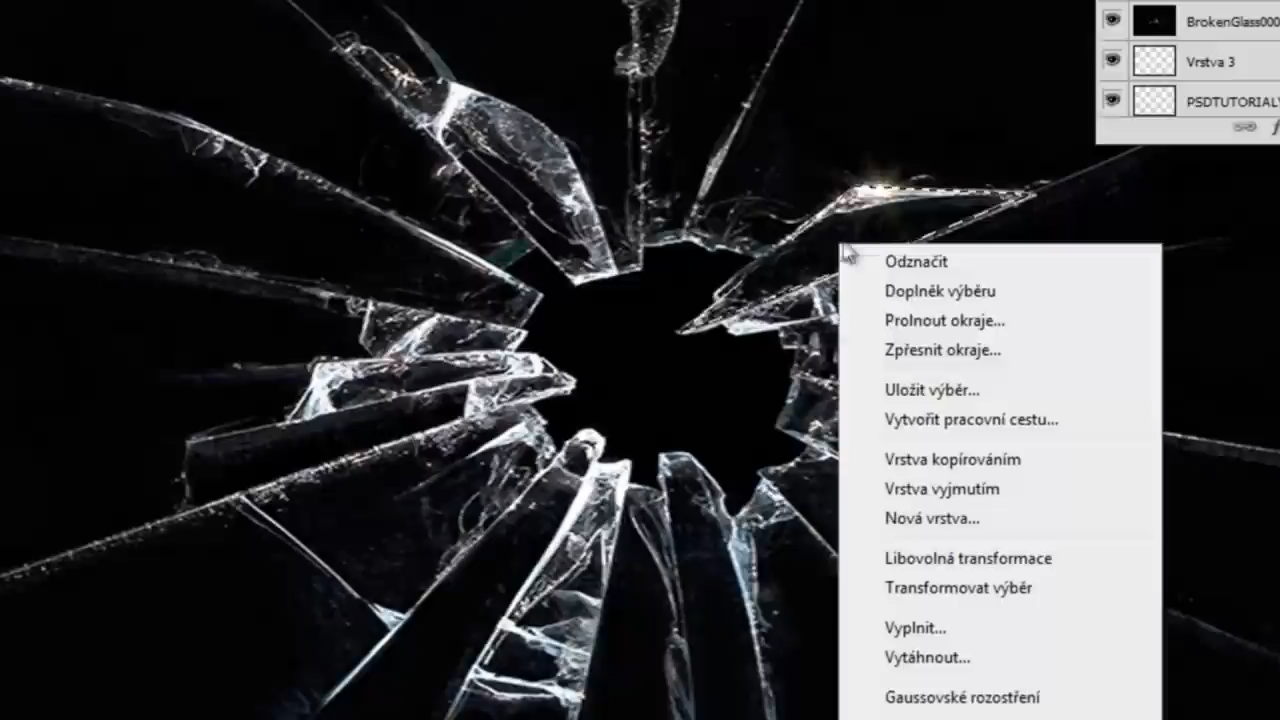 BrokenGlass000
Vrstva 3
PSDTUTORIAL
Odznačit
Doplněk výběru
Prolnout okraje...
Zpřesnit okraje...
Uložit výběr...
Vytvořit pracovní cestu...
Vrstva kopírováním
Vrstva vyjmutím
Nová vrstva...
Libovolná transformace
Transformovat výběr
Vyplnit...
Vytáhnout...
Gaussovské rozostření